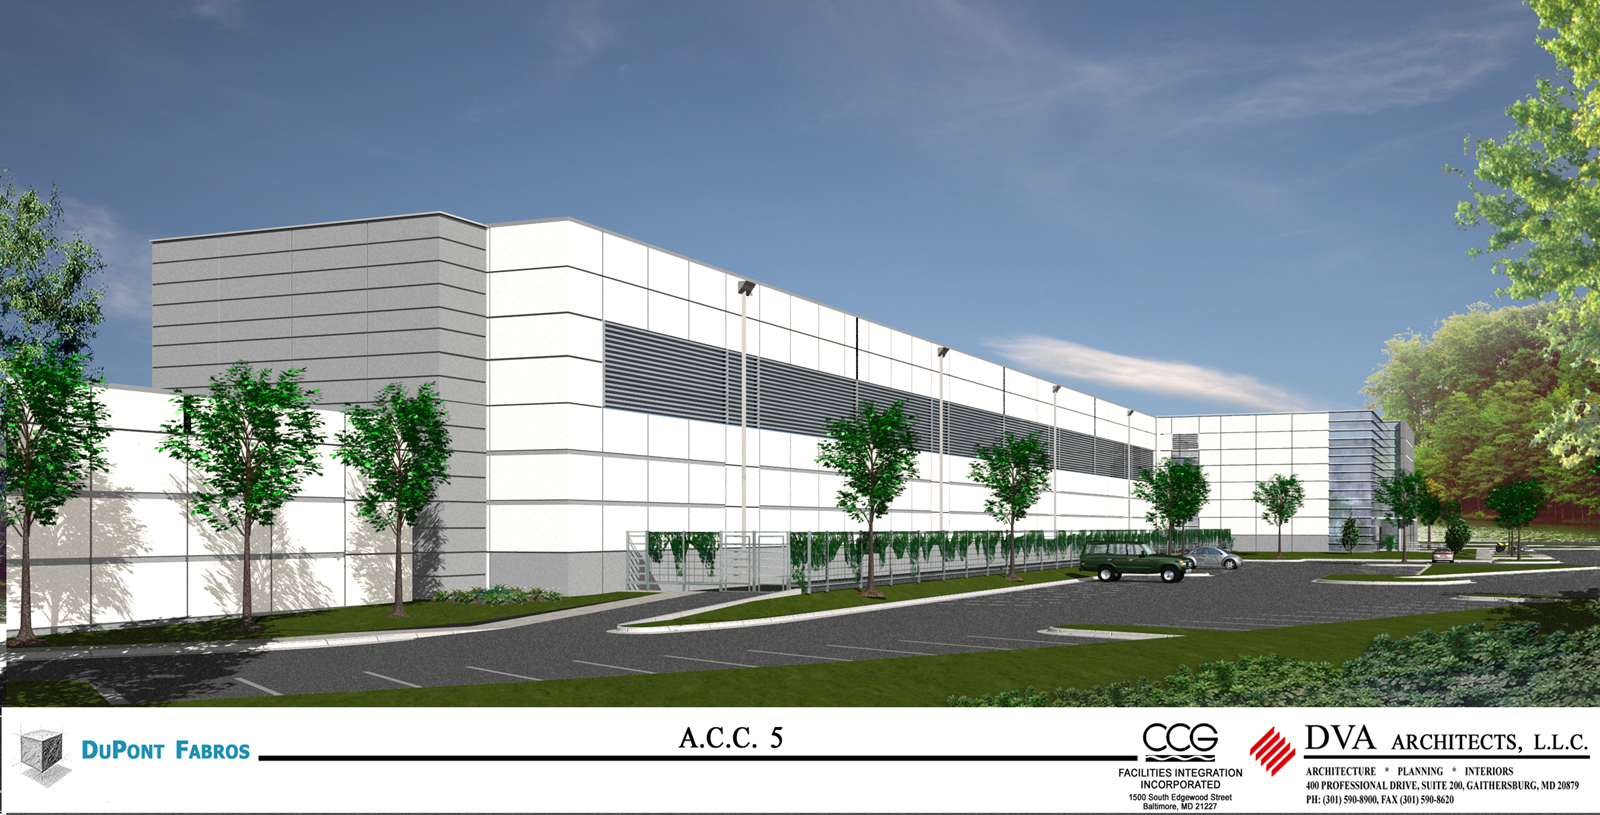 DUPONT FABROS
A.C.C. 5
CCG
FACILITIES INTEGRATION
INCORPORATED
1500 South Edgewood Street
Baltimore, MD 21227
DVA ARCHITECTS, L.L.C.
ARCHITECTURE * PLANNING * INTERIORS
400 PROFESSIONAL DRIVE, SUITE 200, GAITHERSBURG, MD 20879
PH: (301) 590-8900, FAX (301) 590-8620